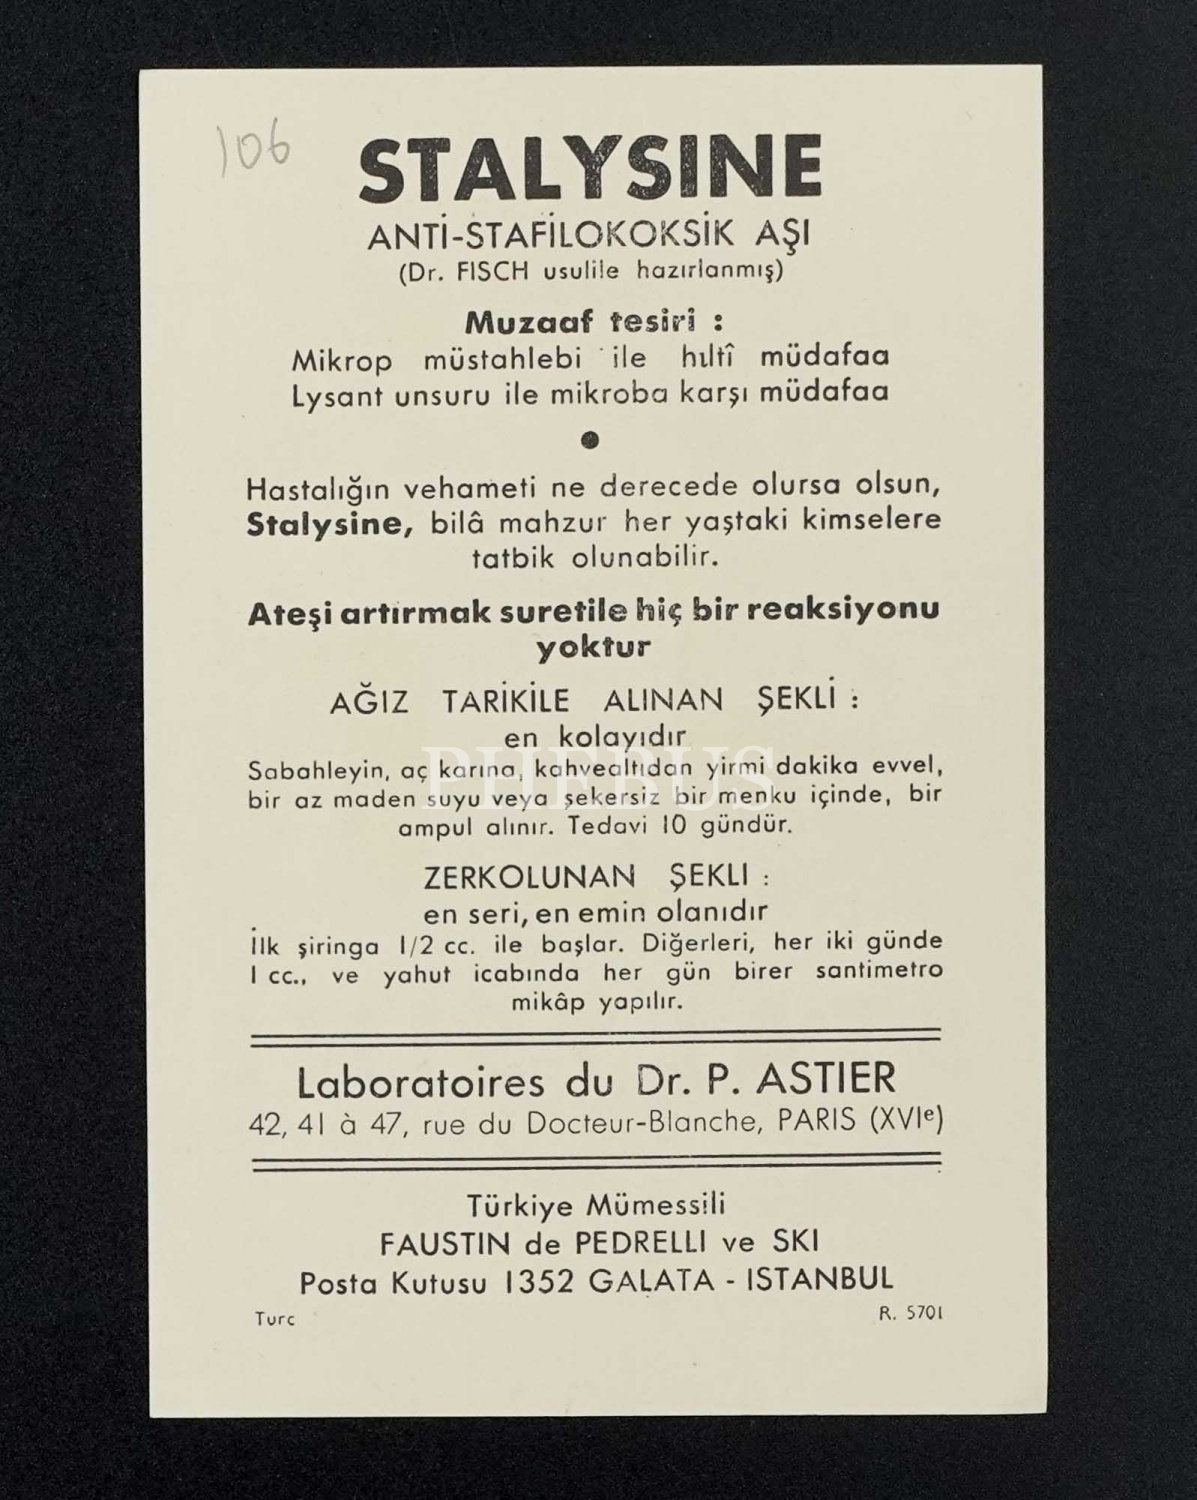 106
STALYSINE
ANTİ-STAFİLOKOKSİK AŞI
(Dr. FISCH usulile hazırlanmış)
Muzaaf tesiri :
Mikrop müstahlebi ile hıltî müdafaa
Lysant unsuru ile mikroba karşı müdafaa
●
Hastalığın vehameti ne derecede olursa olsun,
Stalysine, bilâ mahzur her yaştaki kimselere
tatbik olunabilir.
Ateşi artırmak suretile hiç bir reaksiyonu
yoktur
AĞIZ TARİKİLE ALINAN ŞEKLİ :
en kolayıdır
PHEBUS
Sabahleyin, aç karına, kahvealtıdan yirmi dakika evvel,
bir az maden suyu veya şekersiz bir menku içinde, bir
ampul alınır. Tedavi 10 gündür.
ZERKOLUNAN ŞEKLI :
en seri, en emin olanıdır
İlk şiringa 1/2 cc. ile başlar. Diğerleri, her iki günde
1 cc., ve yahut icabında her gün birer santimetro
mikâp yapılır.
Laboratoires du Dr. P. ASTIER
42, 41 à 47, rue du Docteur-Blanche, PARIS (XVIe)
Türkiye Mümessili
FAUSTIN de PEDRELLI ve SKI
Posta Kutusu 1352 GALATA - ISTANBUL
Turc R. 5701